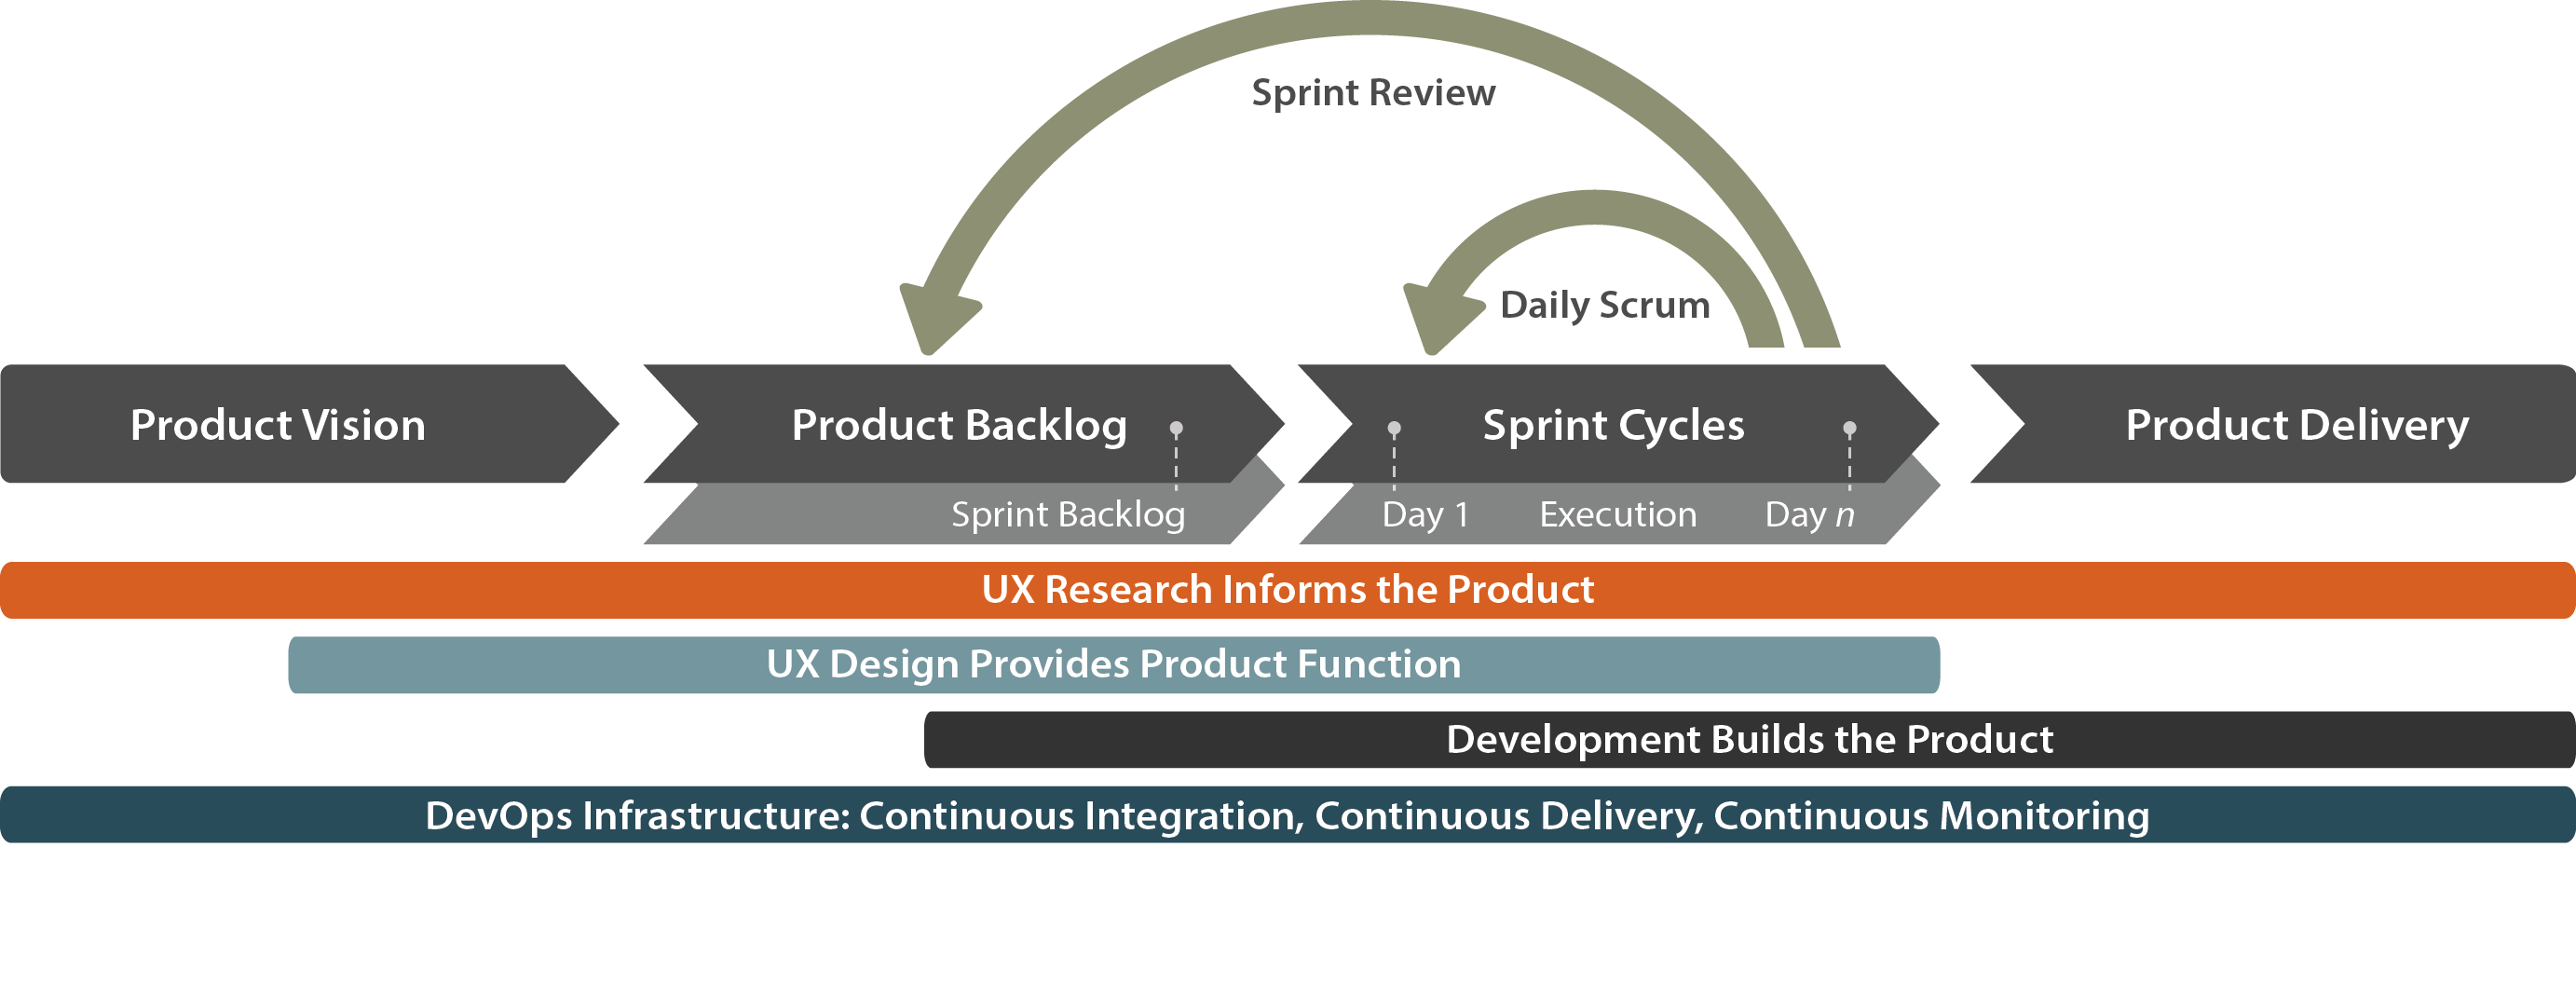 Sprint Review
Daily Scrum
Product Vision
Product Backlog
Sprint Cycles
Product Delivery
Sprint Backlog
Day 1
Execution
Day n
UX Research Informs the Product
UX Design Provides Product Function
Development Builds the Product
DevOps Infrastructure: Continuous Integration, Continuous Delivery, Continuous Monitoring